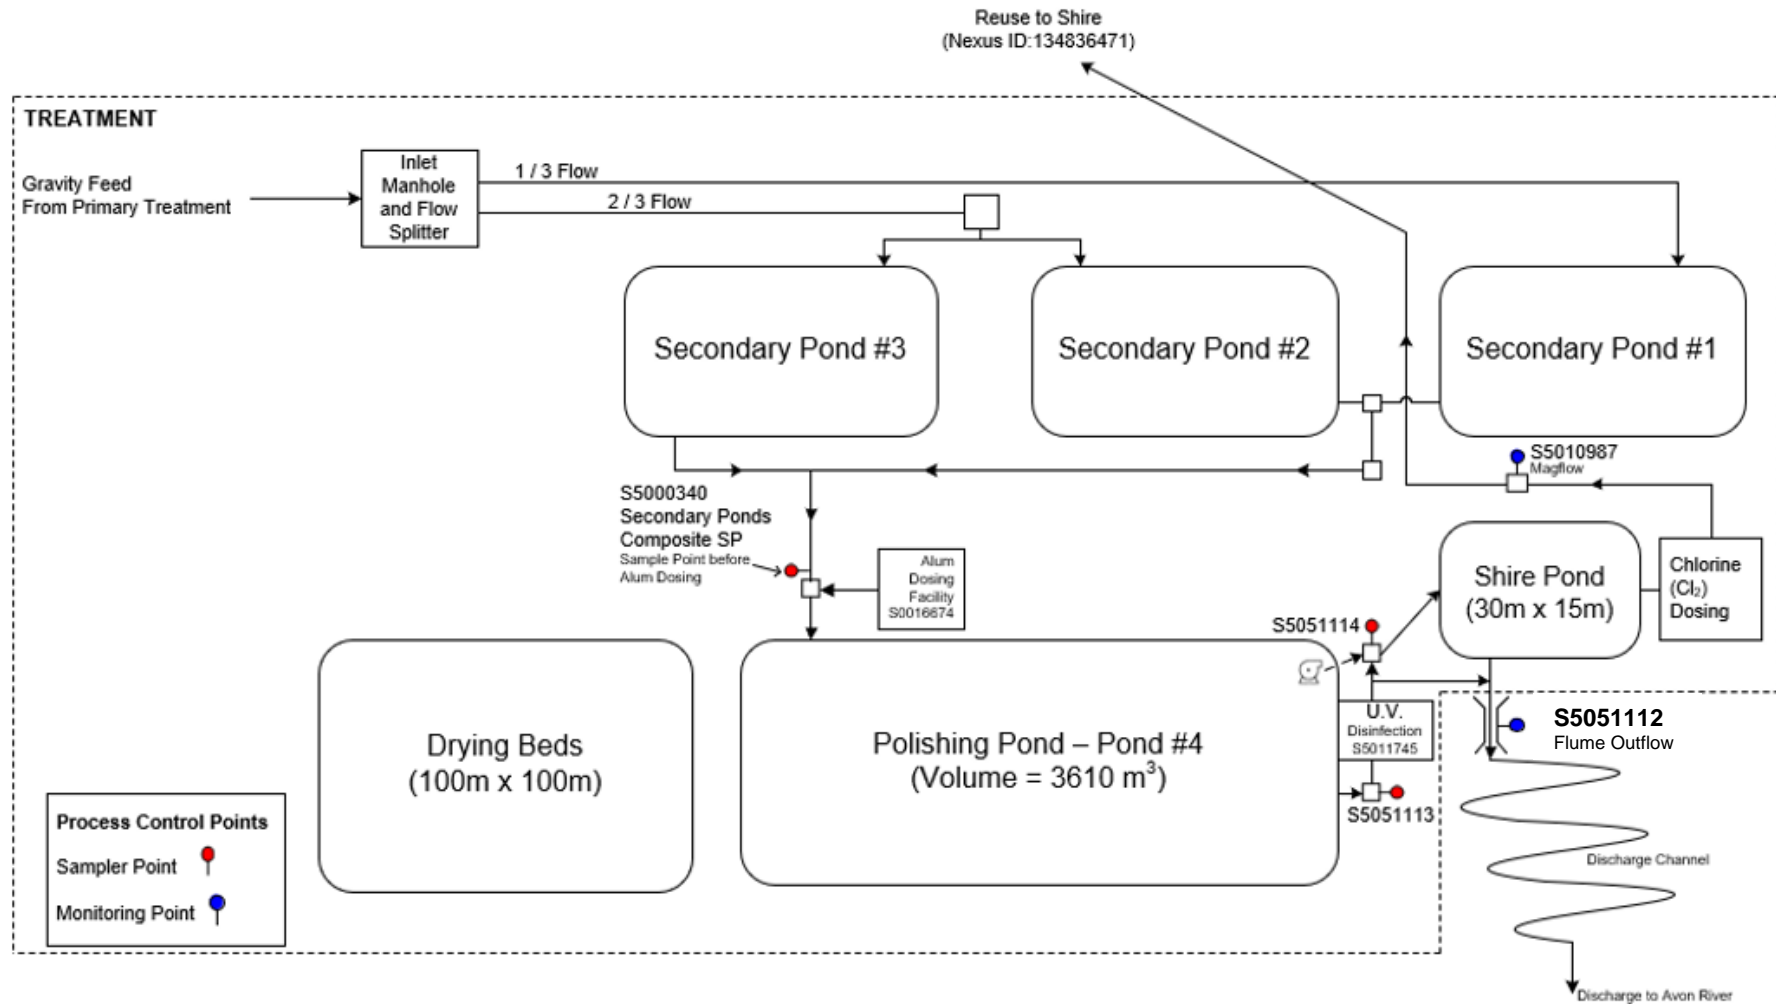 Reuse to Shire
(Nexus ID:134836471)
TREATMENT
Gravity Feed
From Primary Treatment
Inlet
Manhole
and Flow
Splitter
1 / 3 Flow
2 / 3 Flow
Secondary Pond #3
Secondary Pond #2
Secondary Pond #1
S5010987
Magflow
S5000340
Secondary Ponds
Composite SP
Sample Point before
Alum Dosing
Alum
Dosing
Facility
S0016674
Shire Pond
(30m x 15m)
Chlorine
(Cl₂)
Dosing
S5051114
Drying Beds
(100m x 100m)
Polishing Pond – Pond #4
(Volume = 3610 m³)
U.V.
Disinfection
S5011745
S5051113
S5051112
Flume Outflow
Process Control Points
Sampler Point
Monitoring Point
Discharge Channel
Discharge to Avon River